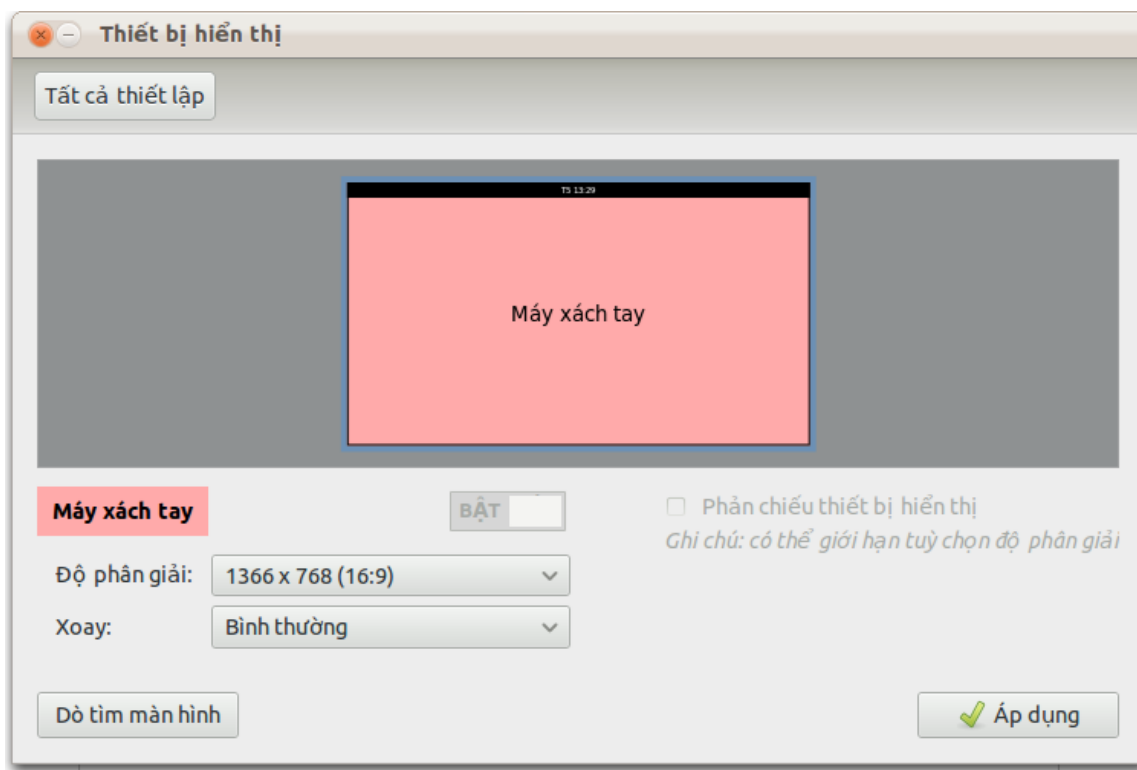 Thiết bị hiển thị
Tất cả thiết lập
T5 13:29
Máy xách tay
Máy xách tay
BẬT
Phản chiếu thiết bị hiển thị
Ghi chú: có thể giới hạn tuỳ chọn độ phân giải
Độ phân giải:
1366 x 768 (16:9)
Xoay:
Bình thường
Dò tìm màn hình
Áp dụng